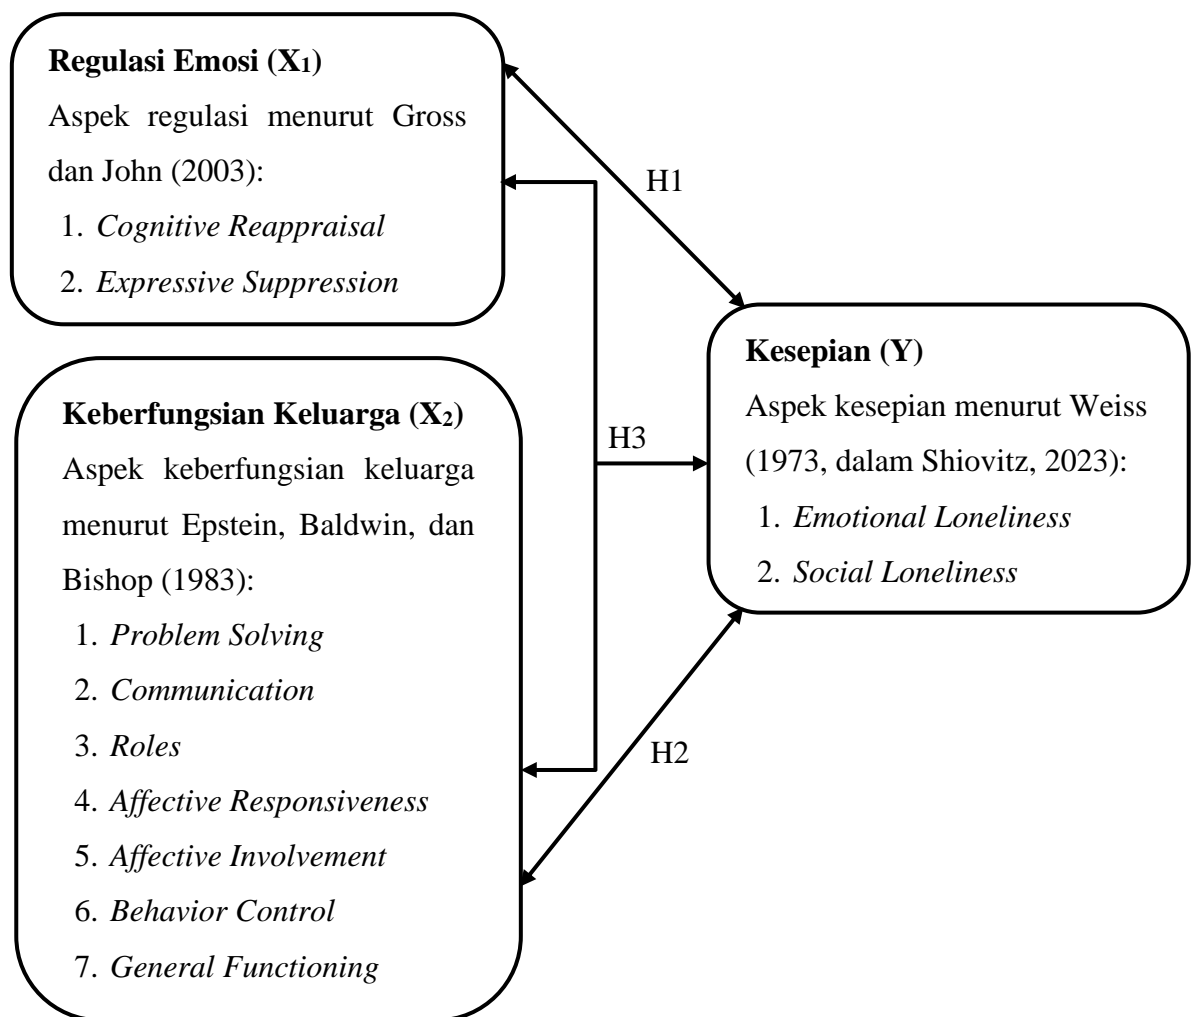 Regulasi Emosi (X₁)
Aspek regulasi menurut Gross
dan John (2003):
1. Cognitive Reappraisal
2. Expressive Suppression
H1
Kesepian (Y)
Aspek kesepian menurut Weiss
(1973, dalam Shiovitz, 2023):
1. Emotional Loneliness
2. Social Loneliness
H3
Keberfungsian Keluarga (X₂)
Aspek keberfungsian keluarga
menurut Epstein, Baldwin, dan
Bishop (1983):
1. Problem Solving
2. Communication
3. Roles
4. Affective Responsiveness
5. Affective Involvement
6. Behavior Control
7. General Functioning
H2